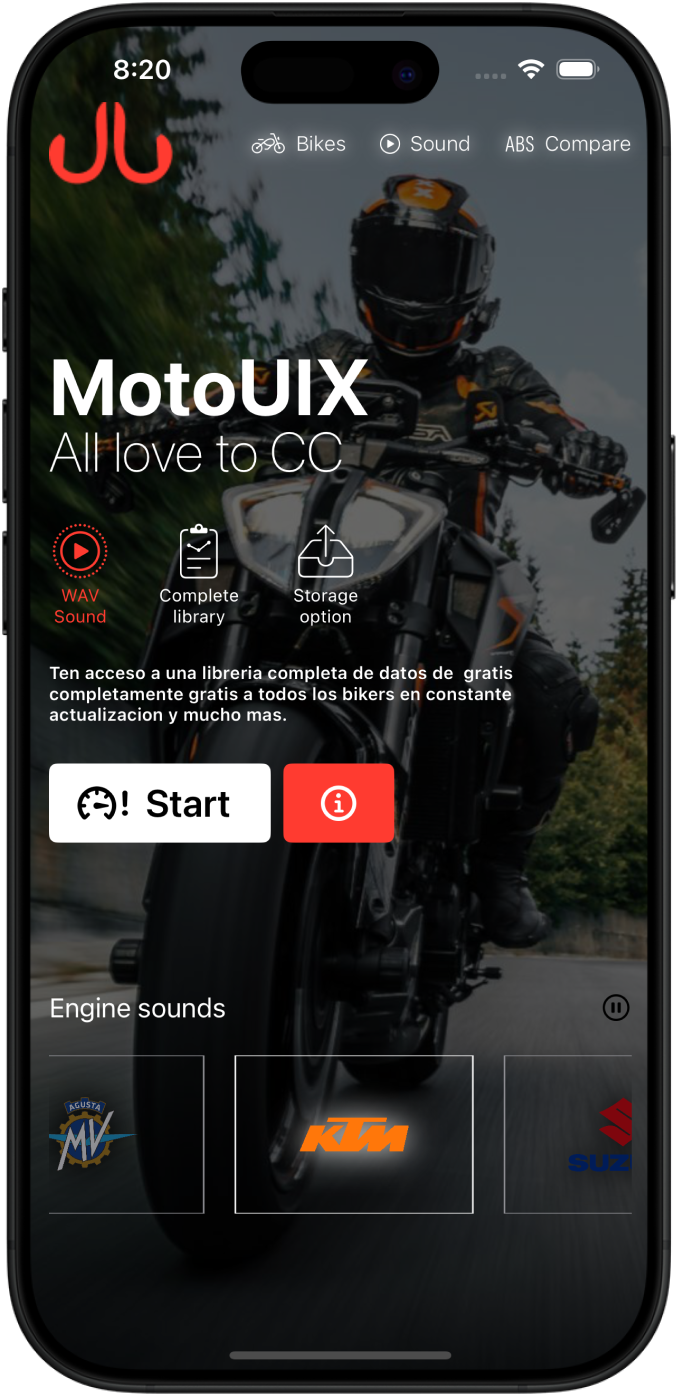 8:20
Bikes
Sound
ABS Compare
MotoUIX
All love to CC
WAV
Sound
Complete
library
Storage
option
Ten acceso a una libreria completa de datos de  gratis
completamente gratis a todos los bikers en constante
actualizacion y mucho mas.
! Start
Engine sounds
AGUSTA
MV
KTM
SUZ